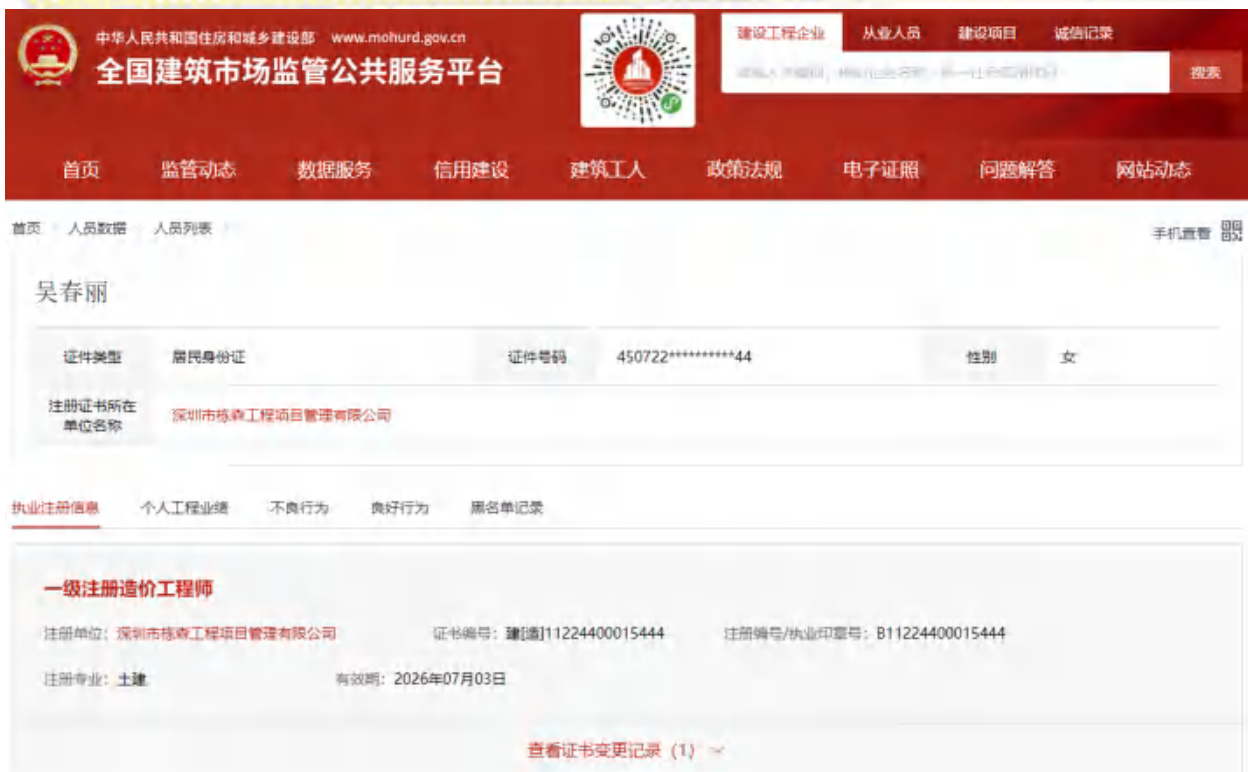 中华人民共和国住房和城乡建设部 www.mohurd.gov.cn
全国建筑市场监管公共服务平台
建设工程企业 从业人员 建设项目 诚信记录
搜索
首页 监管动态 数据服务 信用建设 建筑工人 政策法规 电子证照 问题解答 网站动态
首页 人员数据 人员列表
手机查看
吴春丽
证件类型 居民身份证 证件号码 450722**********44 性别 女
注册证书所在
单位名称
深圳市栋森工程项目管理有限公司
执业注册信息 个人工程业绩 不良行为 良好行为 黑名单记录
一级注册造价工程师
注册单位：深圳市栋森工程项目管理有限公司 证书编号：建[造]11224400015444 注册编号/执业印章号：B11224400015444
注册专业：土建 有效期：2026年07月03日
查看证书变更记录（1）